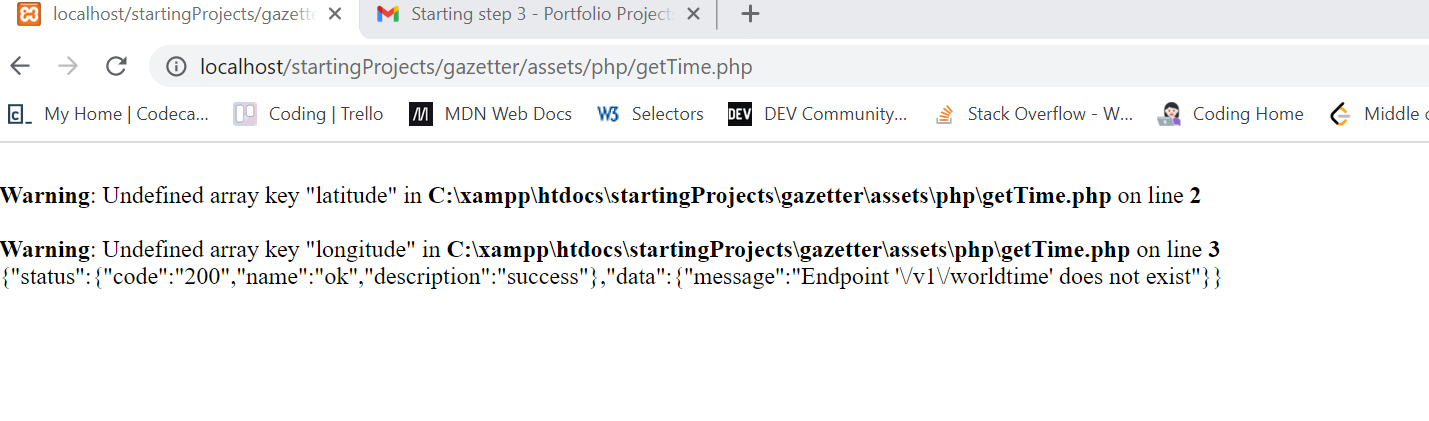 localhost/startingProjects/gazette
Starting step 3 - Portfolio Project
localhost/startingProjects/gazetter/assets/php/getTime.php
My Home | Codeca... Coding | Trello MDN Web Docs Selectors DEV Community... Stack Overflow - W... Coding Home Middle
Warning: Undefined array key "latitude" in C:\xampp\htdocs\startingProjects\gazetter\assets\php\getTime.php on line 2
Warning: Undefined array key "longitude" in C:\xampp\htdocs\startingProjects\gazetter\assets\php\getTime.php on line 3
{"status":{"code":"200","name":"ok","description":"success"},"data":{"message":"Endpoint '\/v1\/worldtime' does not exist"}}